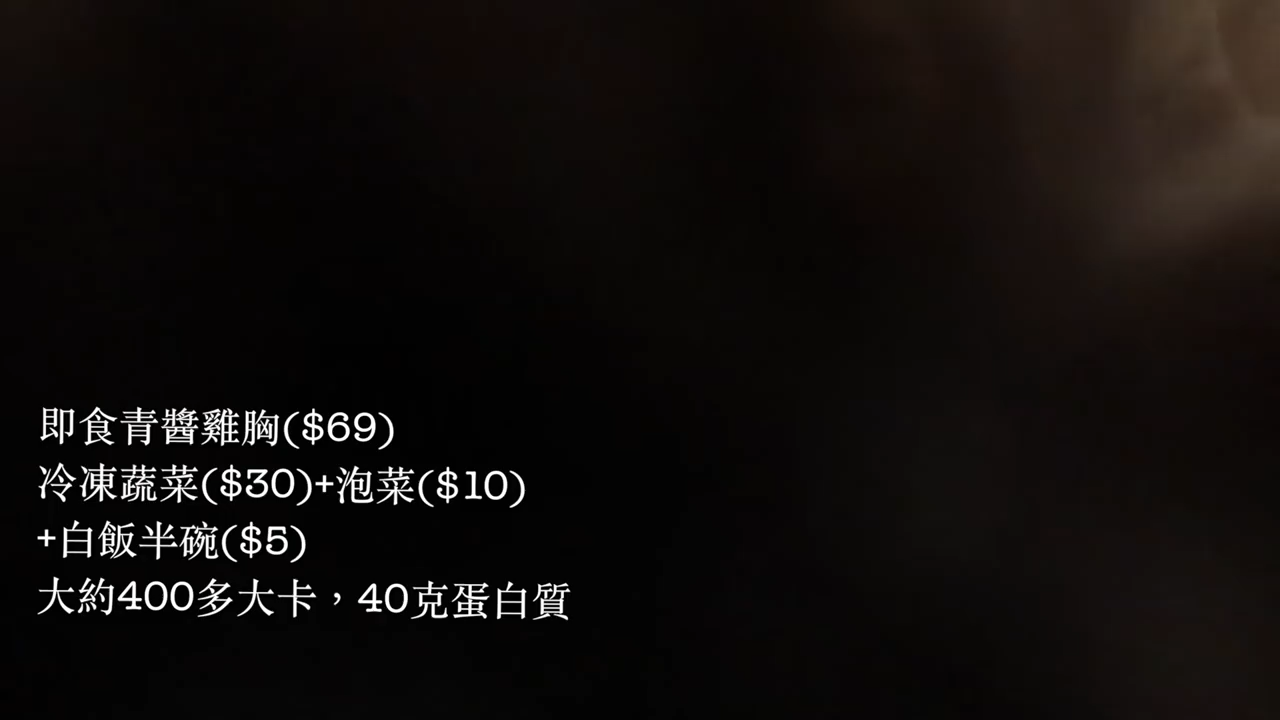 即食青醬雞胸($69)
冷凍蔬菜($30)+泡菜($10)
+白飯半碗($5)
大約400多大卡，40克蛋白質